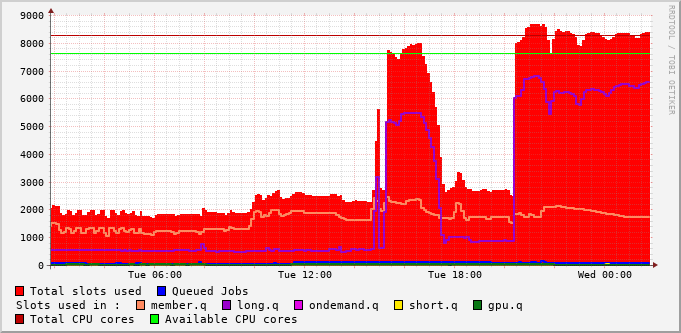 9000
8000
7000
6000
5000
4000
3000
2000
1000
0
Tue 06:00 Tue 12:00 Tue 18:00 Wed 00:00
RRDTOOL / TOBI OETIKER
Total slots used Queued Jobs
Slots used in : member.q long.q ondemand.q short.q gpu.q
Total CPU cores Available CPU cores